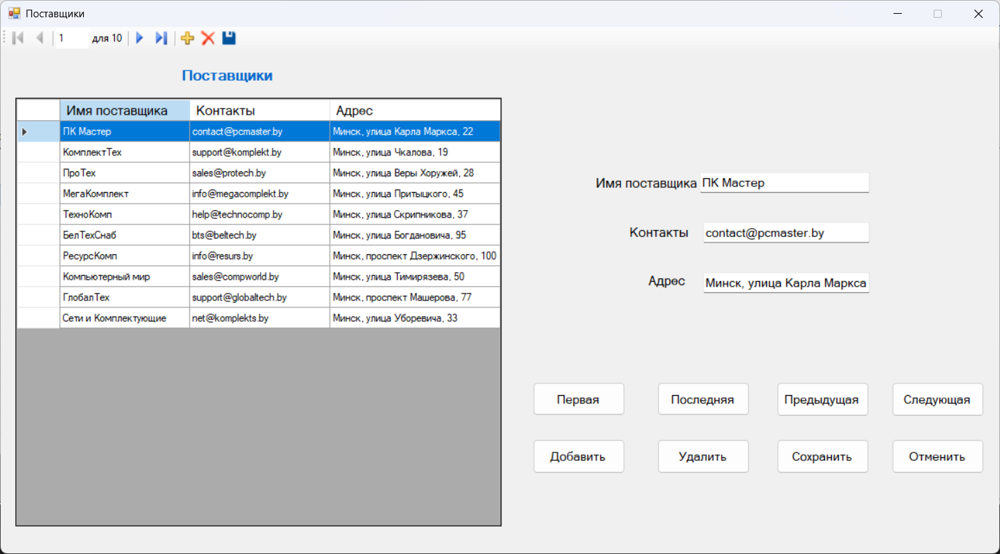 Поставщики
1 для 10
Поставщики
Имя поставщика Контакты Адрес
ПК Мастер contact@pcmaster.by Минск, улица Карла Маркса, 22
КомплектТех support@komplekt.by Минск, улица Чкалова, 19
ПроТех sales@protech.by Минск, улица Веры Хоружей, 28
МегаКомплект info@megacomplekt.by Минск, улица Притыцкого, 45
ТехноКомп help@technocomp.by Минск, улица Скрипникова, 37
БелТехСнаб bts@beltech.by Минск, улица Богдановича, 95
РесурсКомп info@resurs.by Минск, проспект Дзержинского, 100
Компьютерный мир sales@compworld.by Минск, улица Тимирязева, 50
ГлобалТех support@globaltech.by Минск, проспект Машерова, 77
Сети и Комплектующие net@komplekts.by Минск, улица Уборевича, 33
Имя поставщика ПК Мастер
Контакты contact@pcmaster.by
Адрес Минск, улица Карла Маркса
Первая Последняя Предыдущая Следующая
Добавить Удалить Сохранить Отменить